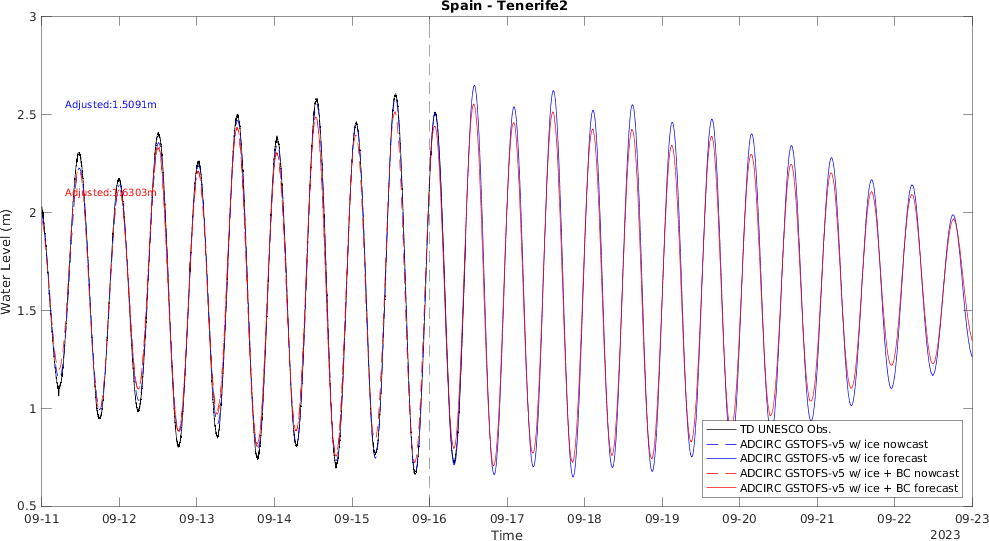 Spain - Tenerife2
3
2.5
2
1.5
1
0.5
Water Level (m)
Adjusted:1.5091m
Adjusted:1.6303m
TD UNESCO Obs.
ADCIRC GSTOFS-v5 w/ ice nowcast
ADCIRC GSTOFS-v5 w/ ice forecast
ADCIRC GSTOFS-v5 w/ ice + BC nowcast
ADCIRC GSTOFS-v5 w/ ice + BC forecast
09-11 09-12 09-13 09-14 09-15 09-16 09-17 09-18 09-19 09-20 09-21 09-22 09-23
Time
2023